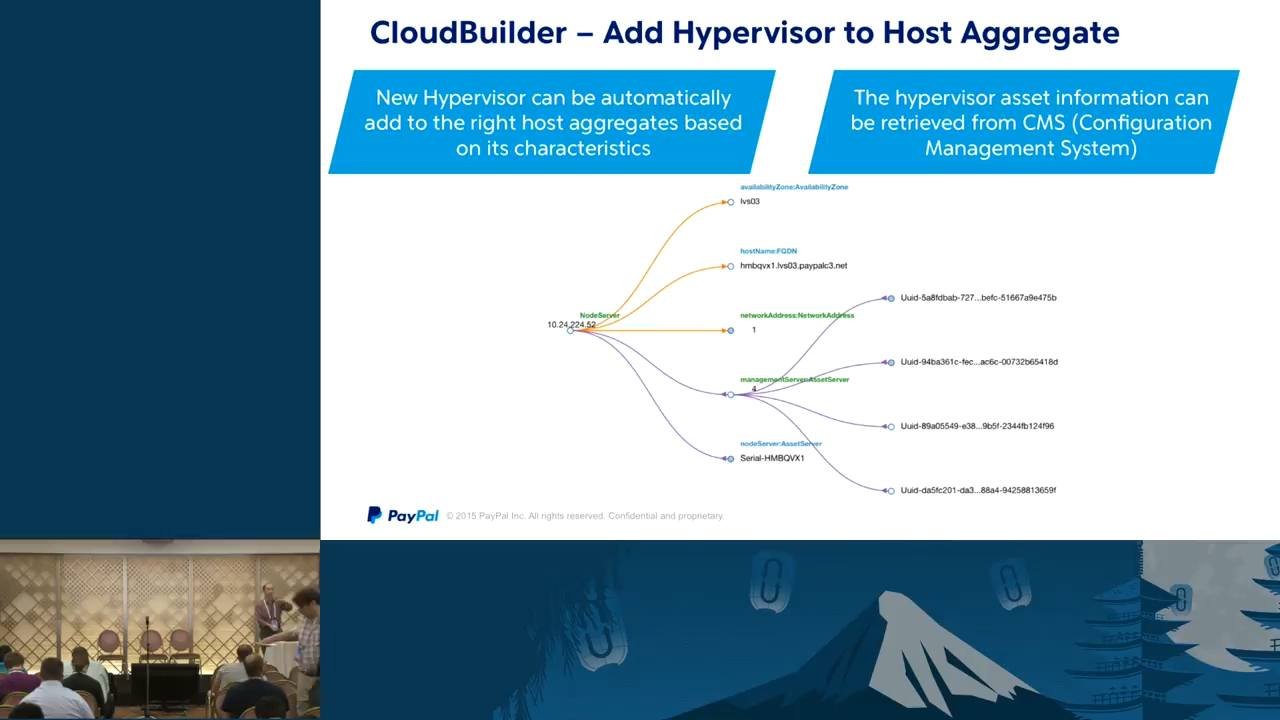 CloudBuilder – Add Hypervisor to Host Aggregate
New Hypervisor can be automatically
add to the right host aggregates based
on its characteristics
The hypervisor asset information can
be retrieved from CMS (Configuration
Management System)
availabilityZone:AvailabilityZone
lvs03
hostName:FQDN
hmbqvx1.lvs03.paypalc3.net
NodeServer
10.24.224.52
networkAddress:NetworkAddress
1
managementServer:AssetServer
4
nodeServer:AssetServer
Serial-HMBQVX1
Uuid-5a8fdbab-727...befc-51667a9e475b
Uuid-94ba361c-fec...ac6c-00732b65418d
Uuid-89a05549-e38...9b5f-2344fb124f96
Uuid-da5fc201-da3...88a4-94258813659f
PayPal
© 2015 PayPal Inc. All rights reserved. Confidential and proprietary.